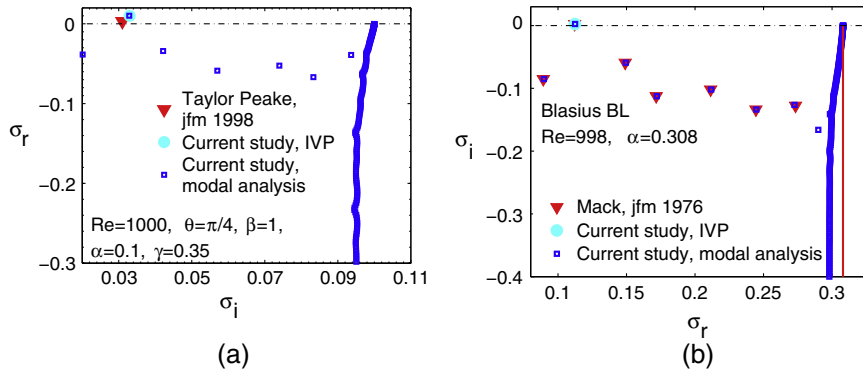 0
−0.1
−0.2
−0.3
σr
0.03
0.05
0.07
0.09
0.11
σi
Taylor Peake,
jfm 1998
Current study, IVP
Current study,
modal analysis
Re=1000, θ=π/4, β=1,
α=0.1, γ=0.35
(a)
0
−0.1
−0.2
−0.3
−0.4
σi
0.1
0.15
0.2
0.25
0.3
σr
Blasius BL
Re=998, α=0.308
Mack, jfm 1976
Current study, IVP
Current study, modal analysis
(b)